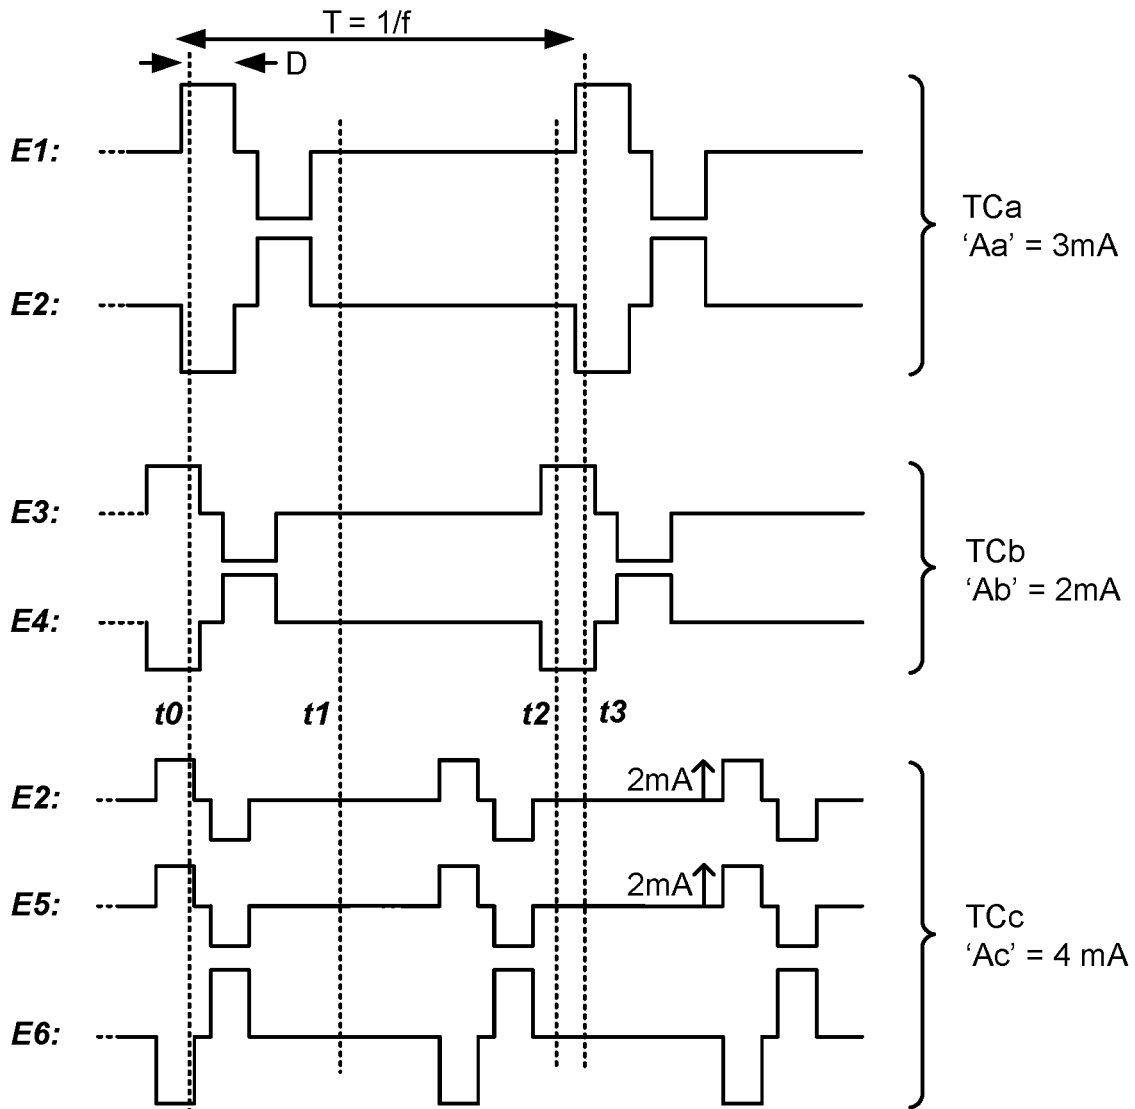 T = 1/f
D
E1:
TCa
‘Aa’ = 3mA
E2:
E3:
TCb
‘Ab’ = 2mA
E4:
t0 t1 t2 t3
E2: 2mA
E5: 2mA
TCc
‘Ac’ = 4 mA
E6: